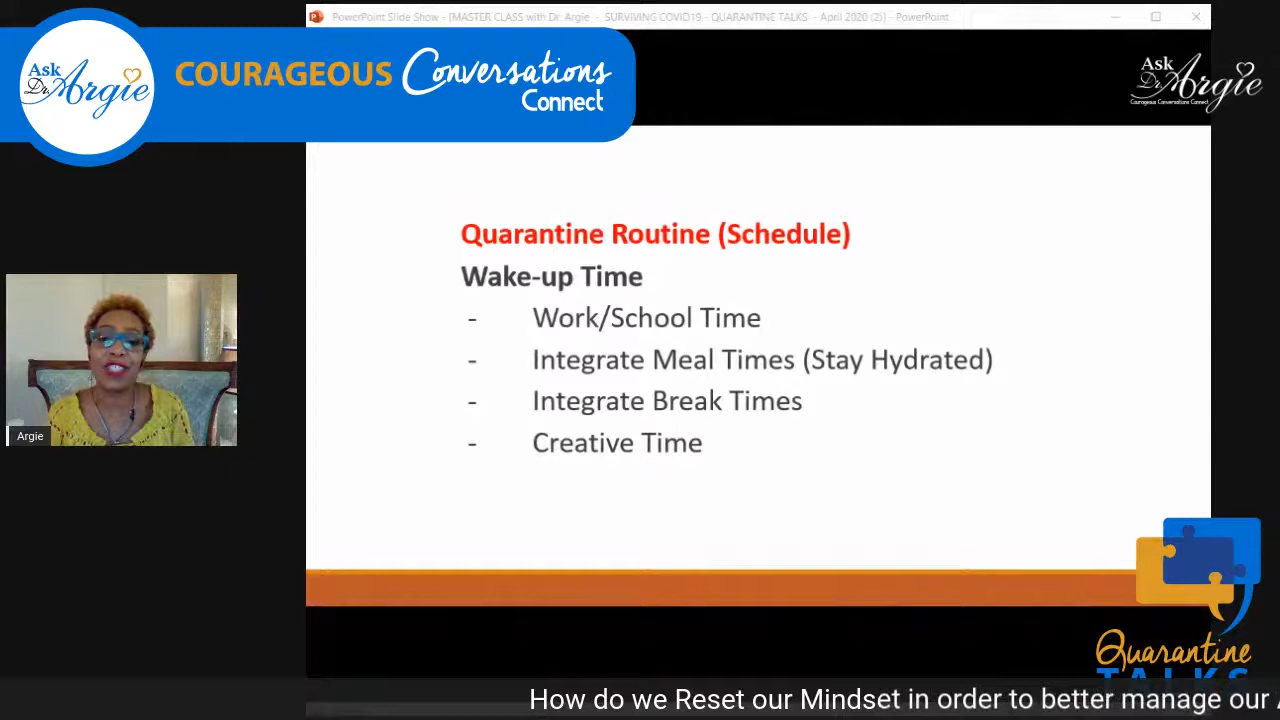 PowerPoint Slide Show - [MASTER CLASS with Dr. Argie - SURVIVING COVID19 - QUARANTINE TALKS - April 2020 (2)] - PowerPoint
Ask
Dr. Argie
COURAGEOUS Conversations
Connect
Ask
Dr. Argie
Courageous Conversations Connect
Quarantine Routine (Schedule)
Wake-up Time
- Work/School Time
- Integrate Meal Times (Stay Hydrated)
- Integrate Break Times
- Creative Time
Argie
Quarantine
TALKS
How do we Reset our Mindset in order to better manage our